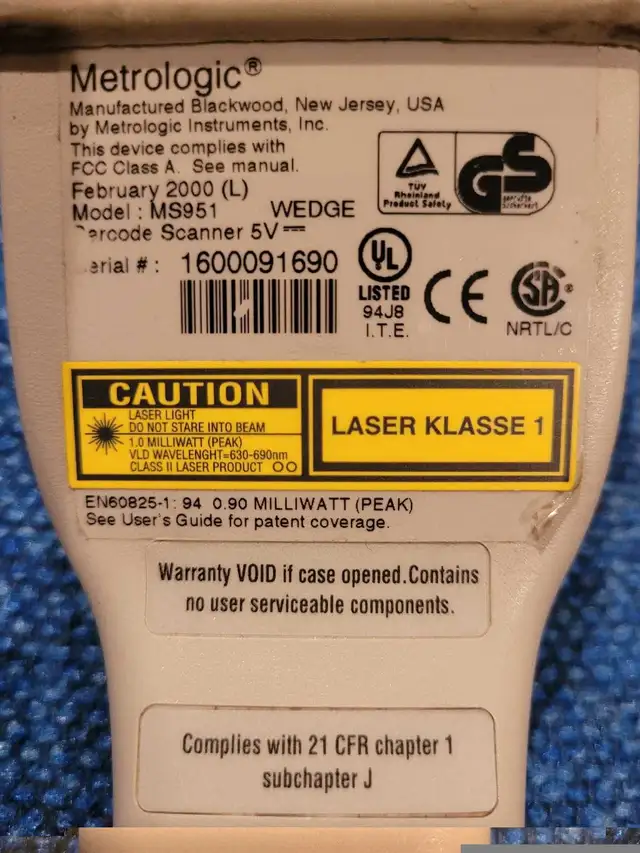 Metrologic®
Manufactured Blackwood, New Jersey, USA
by Metrologic Instruments, Inc.
This device complies with
FCC Class A. See manual.
February 2000 (L)
Model : MS951 WEDGE
Barcode Scanner 5V⎓
erial # : 1600091690
TÜV
Rheinland
Product Safety
GS
geprüfte
Sicherheit
UL
LISTED
94J8
I.T.E.
CE
SA®
NRTL/C
CAUTION
LASER LIGHT
DO NOT STARE INTO BEAM
1.0 MILLIWATT (PEAK)
VLD WAVELENGHT=630-690nm
CLASS II LASER PRODUCT
LASER KLASSE 1
EN60825-1: 94 0.90 MILLIWATT (PEAK)
See User's Guide for patent coverage.
Warranty VOID if case opened.Contains
no user serviceable components.
Complies with 21 CFR chapter 1
subchapter J